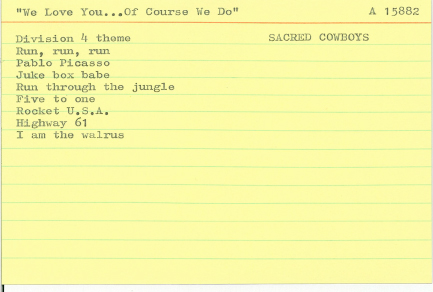 "We Love You...Of Course We Do" A 15882
Division 4 theme SACRED COWBOYS
Run, run, run
Pablo Picasso
Juke box babe
Run through the jungle
Five to one
Rocket U.S.A.
Highway 61
I am the walrus